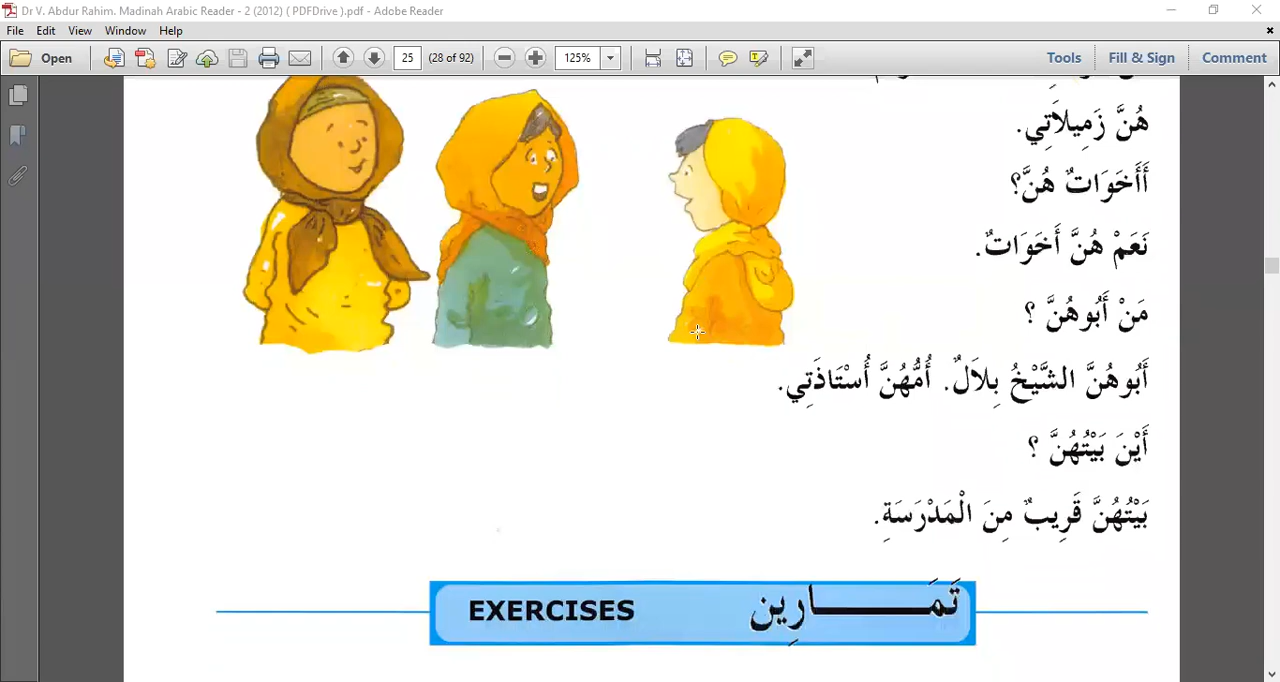 Dr V. Abdur Rahim. Madinah Arabic Reader - 2 (2012) ( PDFDrive ).pdf - Adobe Reader
File Edit View Window Help
Open 25 (28 of 92) 125% Tools Fill & Sign Comment
هُنَّ زَمِيلاَتِي.
أَأَخَوَاتٌ هُنَّ؟
نَعَمْ هُنَّ أَخَوَاتٌ.
مَنْ أَبُوهُنَّ ؟
أَبُوهُنَّ الشَّيْخُ بِلاَلٌ. أُمُّهُنَّ أُسْتَاذَتِي.
أَيْنَ بَيْتُهُنَّ ؟
بَيْتُهُنَّ قَرِيبٌ مِنَ الْمَدْرَسَةِ.
EXERCISES تَمَـــــــارِين